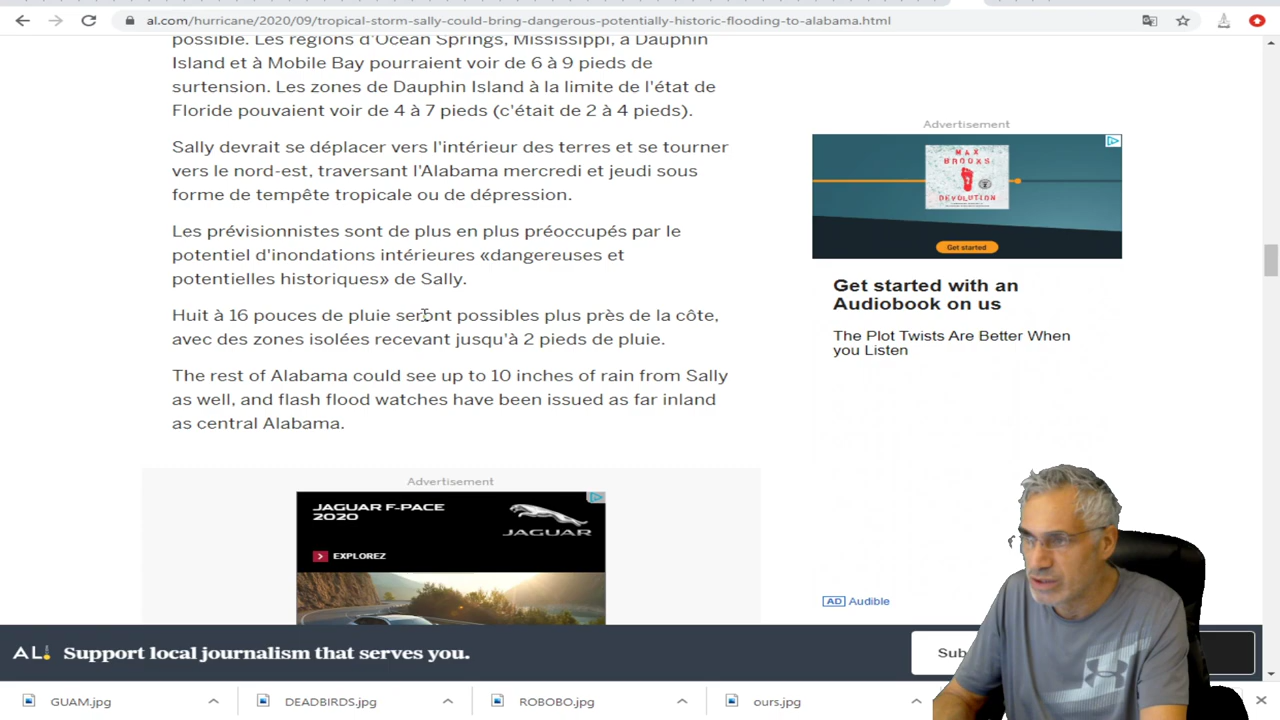 al.com/hurricane/2020/09/tropical-storm-sally-could-bring-dangerous-potentially-historic-flooding-to-alabama.html
possible. Les régions d'Ocean Springs, Mississippi, à Dauphin
Island et à Mobile Bay pourraient voir de 6 à 9 pieds de
surtension. Les zones de Dauphin Island à la limite de l'état de
Floride pouvaient voir de 4 à 7 pieds (c'était de 2 à 4 pieds).
Sally devrait se déplacer vers l'intérieur des terres et se tourner
vers le nord-est, traversant l'Alabama mercredi et jeudi sous
forme de tempête tropicale ou de dépression.
Les prévisionnistes sont de plus en plus préoccupés par le
potentiel d'inondations intérieures «dangereuses et
potentielles historiques» de Sally.
Huit à 16 pouces de pluie seront possibles plus près de la côte,
avec des zones isolées recevant jusqu'à 2 pieds de pluie.
The rest of Alabama could see up to 10 inches of rain from Sally
as well, and flash flood watches have been issued as far inland
as central Alabama.
Advertisement
JAGUAR F-PACE
2020
JAGUAR
EXPLOREZ
Advertisement
MAX
BROOKS
DEVOLUTION
Get started
Get started with an
Audiobook on us
The Plot Twists Are Better When
you Listen
AD Audible
AL. Support local journalism that serves you.
Sub
GUAM.jpg
DEADBIRDS.jpg
ROBOBO.jpg
ours.jpg